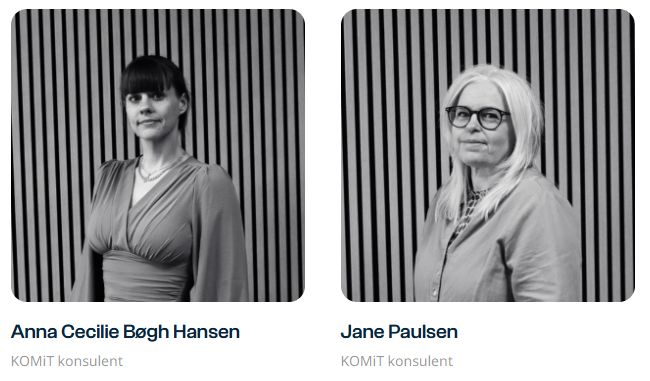 Anna Cecilie Bøgh Hansen
KOMiT konsulent
Jane Paulsen
KOMiT konsulent